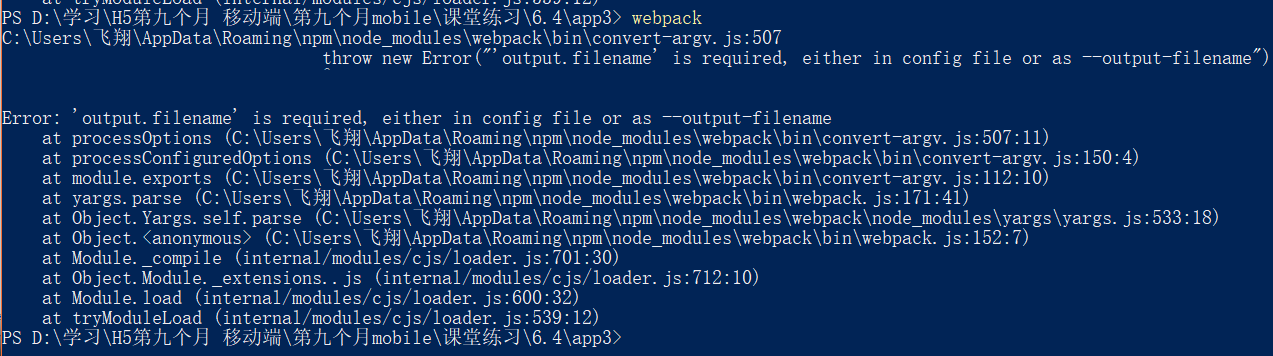 at tryModuleLoad (internal/modules/cjs/loader.js:539:12)
PS D:\学习\H5第九个月 移动端\第九个月mobile\课堂练习\6.4\app3> webpack
C:\Users\飞翔\AppData\Roaming\npm\node_modules\webpack\bin\convert-argv.js:507
throw new Error("'output.filename' is required, either in config file or as --output-filename")
^
Error: 'output.filename' is required, either in config file or as --output-filename
at processOptions (C:\Users\飞翔\AppData\Roaming\npm\node_modules\webpack\bin\convert-argv.js:507:11)
at processConfiguredOptions (C:\Users\飞翔\AppData\Roaming\npm\node_modules\webpack\bin\convert-argv.js:150:4)
at module.exports (C:\Users\飞翔\AppData\Roaming\npm\node_modules\webpack\bin\convert-argv.js:112:10)
at yargs.parse (C:\Users\飞翔\AppData\Roaming\npm\node_modules\webpack\bin\webpack.js:171:41)
at Object.Yargs.self.parse (C:\Users\飞翔\AppData\Roaming\npm\node_modules\webpack\node_modules\yargs\yargs.js:533:18)
at Object.<anonymous> (C:\Users\飞翔\AppData\Roaming\npm\node_modules\webpack\bin\webpack.js:152:7)
at Module._compile (internal/modules/cjs/loader.js:701:30)
at Object.Module._extensions..js (internal/modules/cjs/loader.js:712:10)
at Module.load (internal/modules/cjs/loader.js:600:32)
at tryModuleLoad (internal/modules/cjs/loader.js:539:12)
PS D:\学习\H5第九个月 移动端\第九个月mobile\课堂练习\6.4\app3>